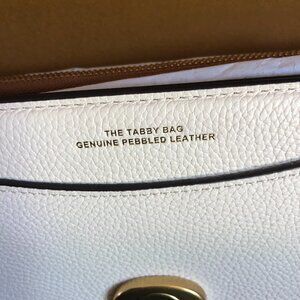 THE TABBY BAG
GENUINE PEBBLED LEATHER